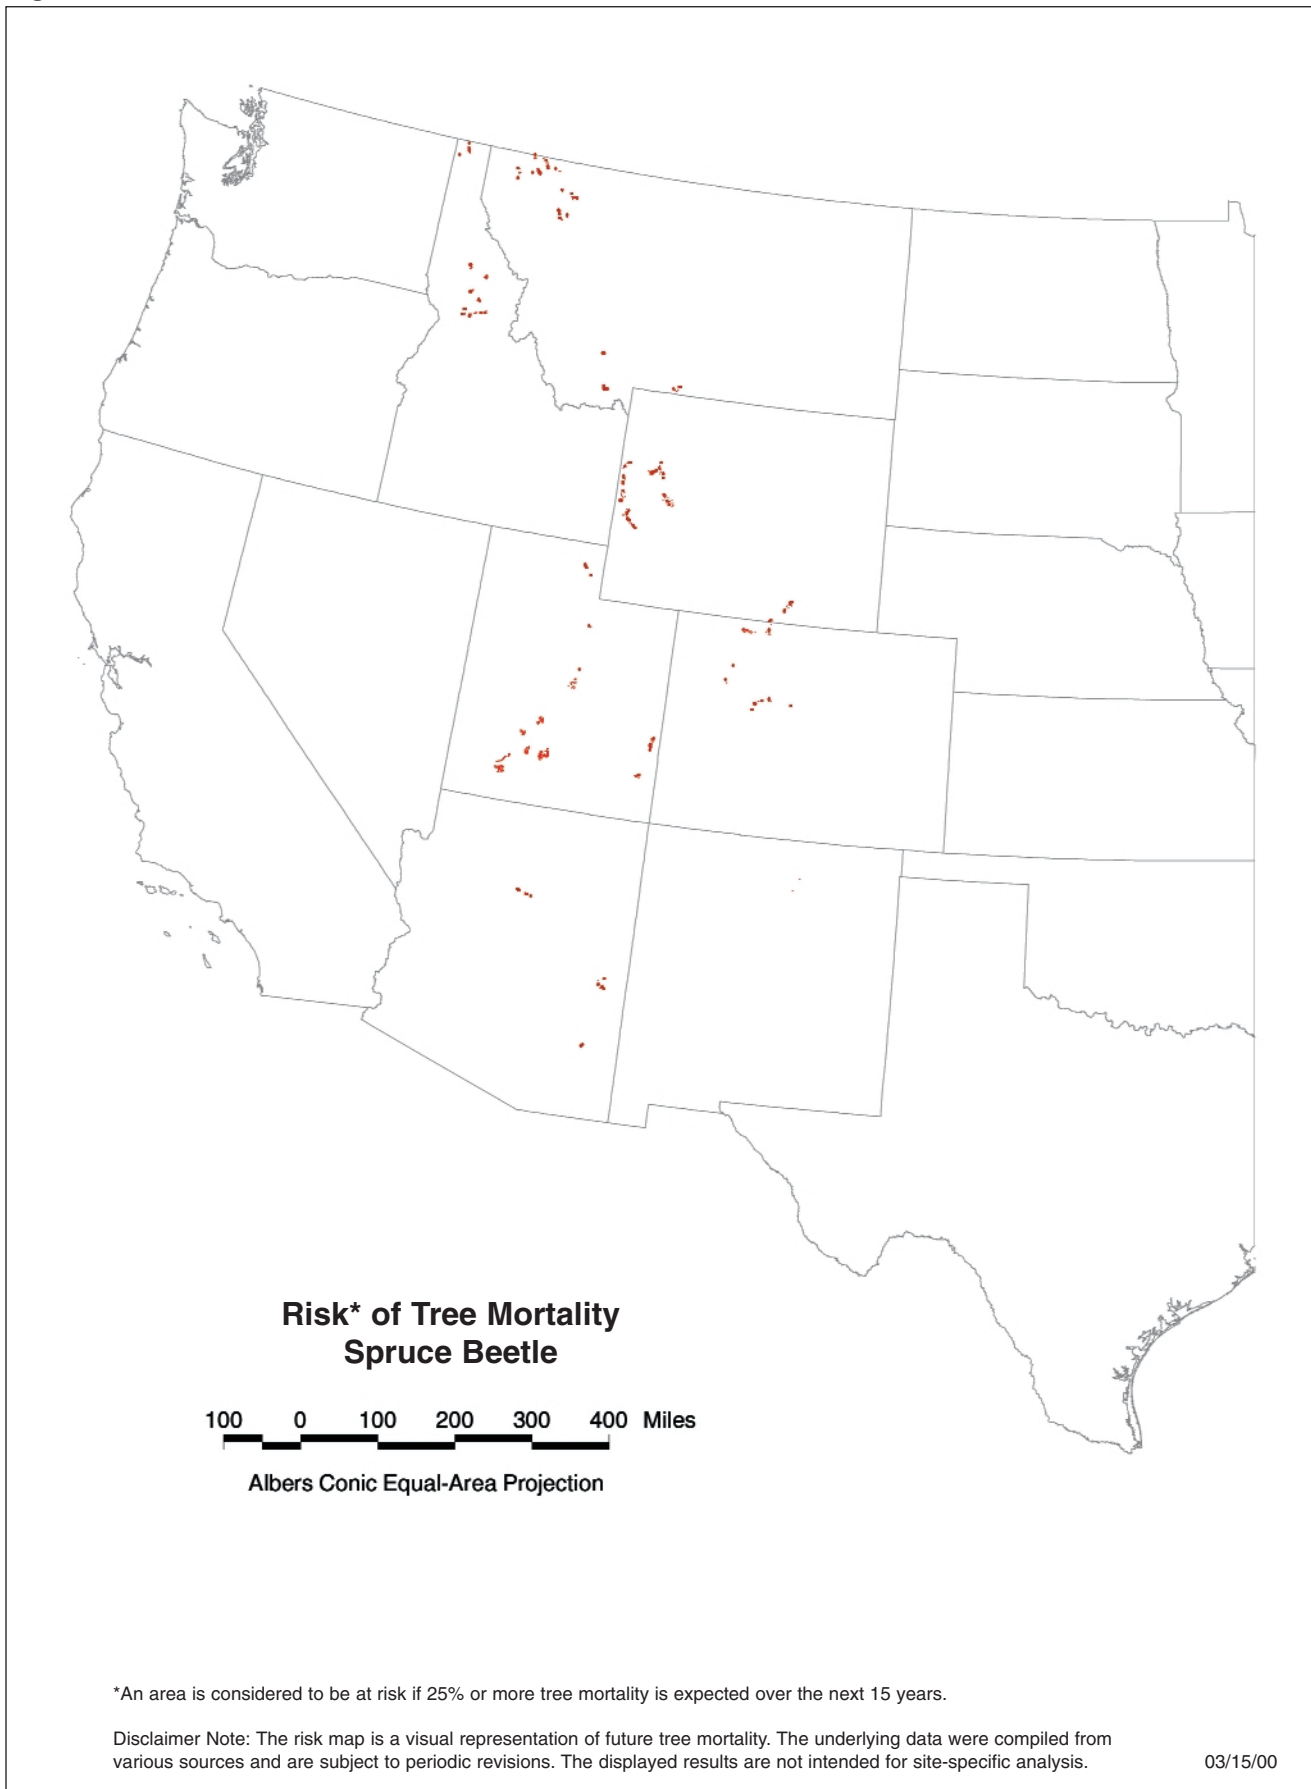 Risk* of Tree Mortality
Spruce Beetle
100 0 100 200 300 400 Miles
Albers Conic Equal-Area Projection
*An area is considered to be at risk if 25% or more tree mortality is expected over the next 15 years.
Disclaimer Note: The risk map is a visual representation of future tree mortality. The underlying data were compiled from
various sources and are subject to periodic revisions. The displayed results are not intended for site-specific analysis.
03/15/00